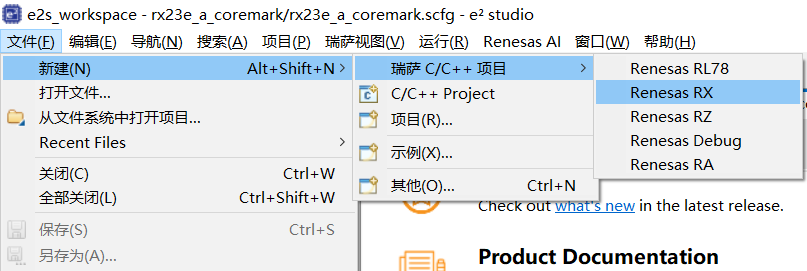 e2s_workspace - rx23e_a_coremark/rx23e_a_coremark.scfg - e² studio
文件(F) 编辑(E) 导航(N) 搜索(A) 项目(P) 瑞萨视图(V) 运行(R) Renesas AI 窗口(W) 帮助(H)
新建(N) Alt+Shift+N >
打开文件...
从文件系统中打开项目...
Recent Files >
关闭(C) Ctrl+W
全部关闭(L) Ctrl+Shift+W
保存(S) Ctrl+S
另存为(A)...
瑞萨 C/C++ 项目 >
C/C++ Project
项目(R)...
示例(X)...
其他(O)... Ctrl+N
Renesas RL78
Renesas RX
Renesas RZ
Renesas Debug
Renesas RA
Check out what's new in the latest release.
Product Documentation